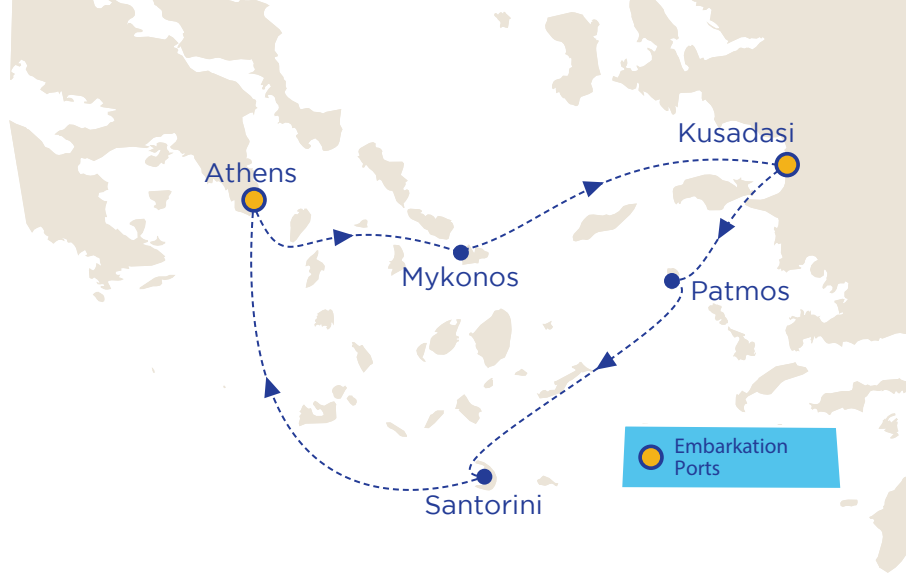 Kusadasi
Athens
Mykonos
Patmos
Santorini
Embarkation
Ports